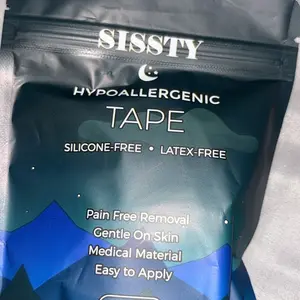 SISSTY
HYPOALLERGENIC
TAPE
SILICONE-FREE • LATEX-FREE
Pain Free Removal
Gentle On Skin
Medical Material
Easy to Apply